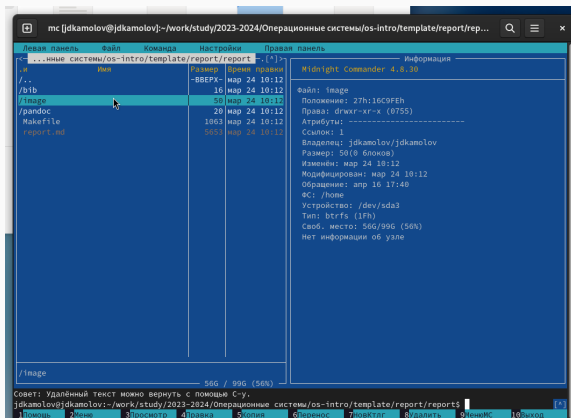 mc [jdkamolov@jdkamolov]:~/work/study/2023-2024/Операционные системы/os-intro/template/report/rep...
Левая панель Файл Команда Настройки Правая панель
<— ...нные системы/os-intro/template/report/report —.[^]>
.и Имя Размер Время правки
/.. -ВВЕРХ- мар 24 10:12
/bib 16 мар 24 10:12
/image 50 мар 24 10:12
/pandoc 20 мар 24 10:12
Makefile 1063 мар 24 10:12
report.md 5653 мар 24 10:12
/image
56G / 99G (56%)
Информация
Midnight Commander 4.8.30
Файл: image
Положение: 27h:16C9FEh
Права: drwxr-xr-x (0755)
Атрибуты: ------------------------
Ссылок: 1
Владелец: jdkamolov/jdkamolov
Размер: 50(0 блоков)
Изменён: мар 24 10:12
Модифицирован: мар 24 10:12
Обращение: апр 16 17:40
ФС: /home
Устройство: /dev/sda3
Тип: btrfs (1Fh)
Своб. место: 56G/99G (56%)
Нет информации об узле
Совет: Удалённый текст можно вернуть с помощью C-y.
jdkamolov@jdkamolov:~/work/study/2023-2024/Операционные системы/os-intro/template/report/report$ [^]
1Помощь 2Меню 3Просмотр 4Правка 5Копия 6Перенос 7НовКтлг 8Удалить 9МенюМС 10Выход